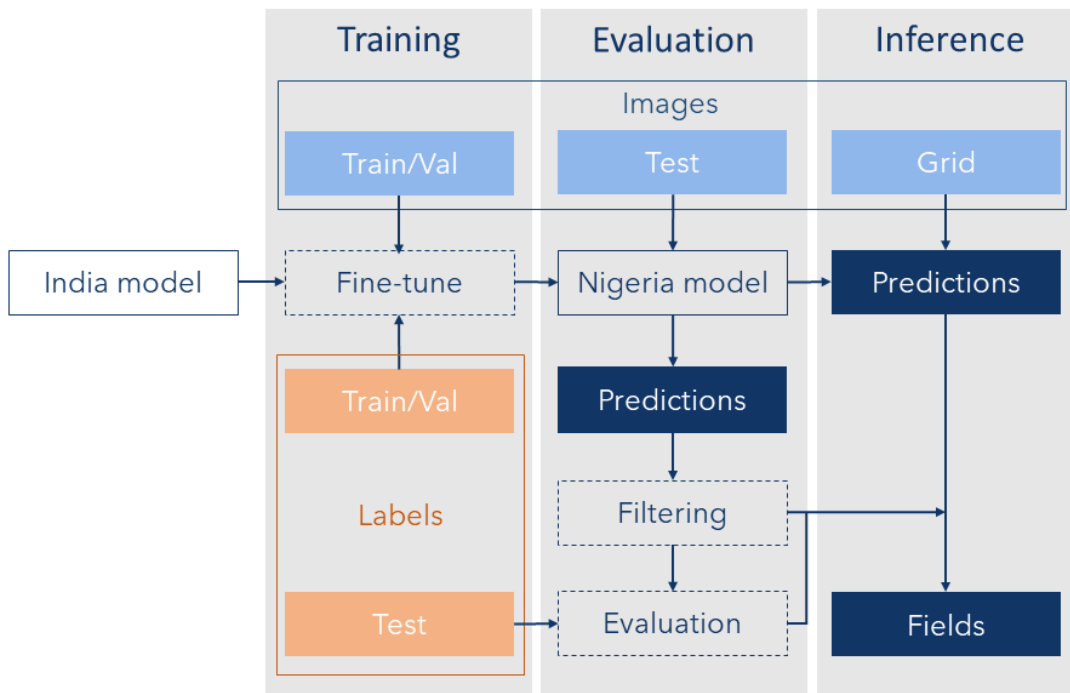 Training
Evaluation
Inference
Images
Train/Val
Test
Grid
India model
Fine-tune
Nigeria model
Predictions
Train/Val
Predictions
Labels
Filtering
Test
Evaluation
Fields